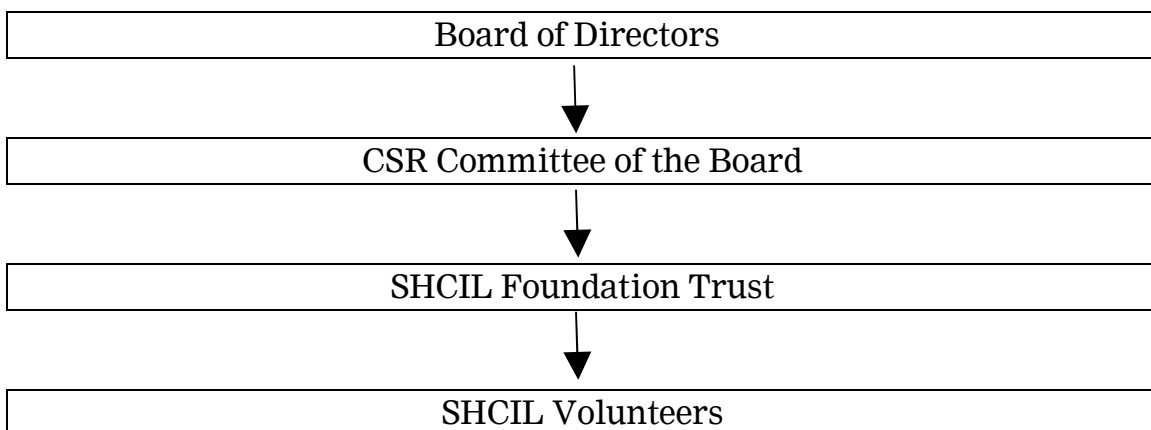 Board of Directors
CSR Committee of the Board
SHCIL Foundation Trust
SHCIL Volunteers